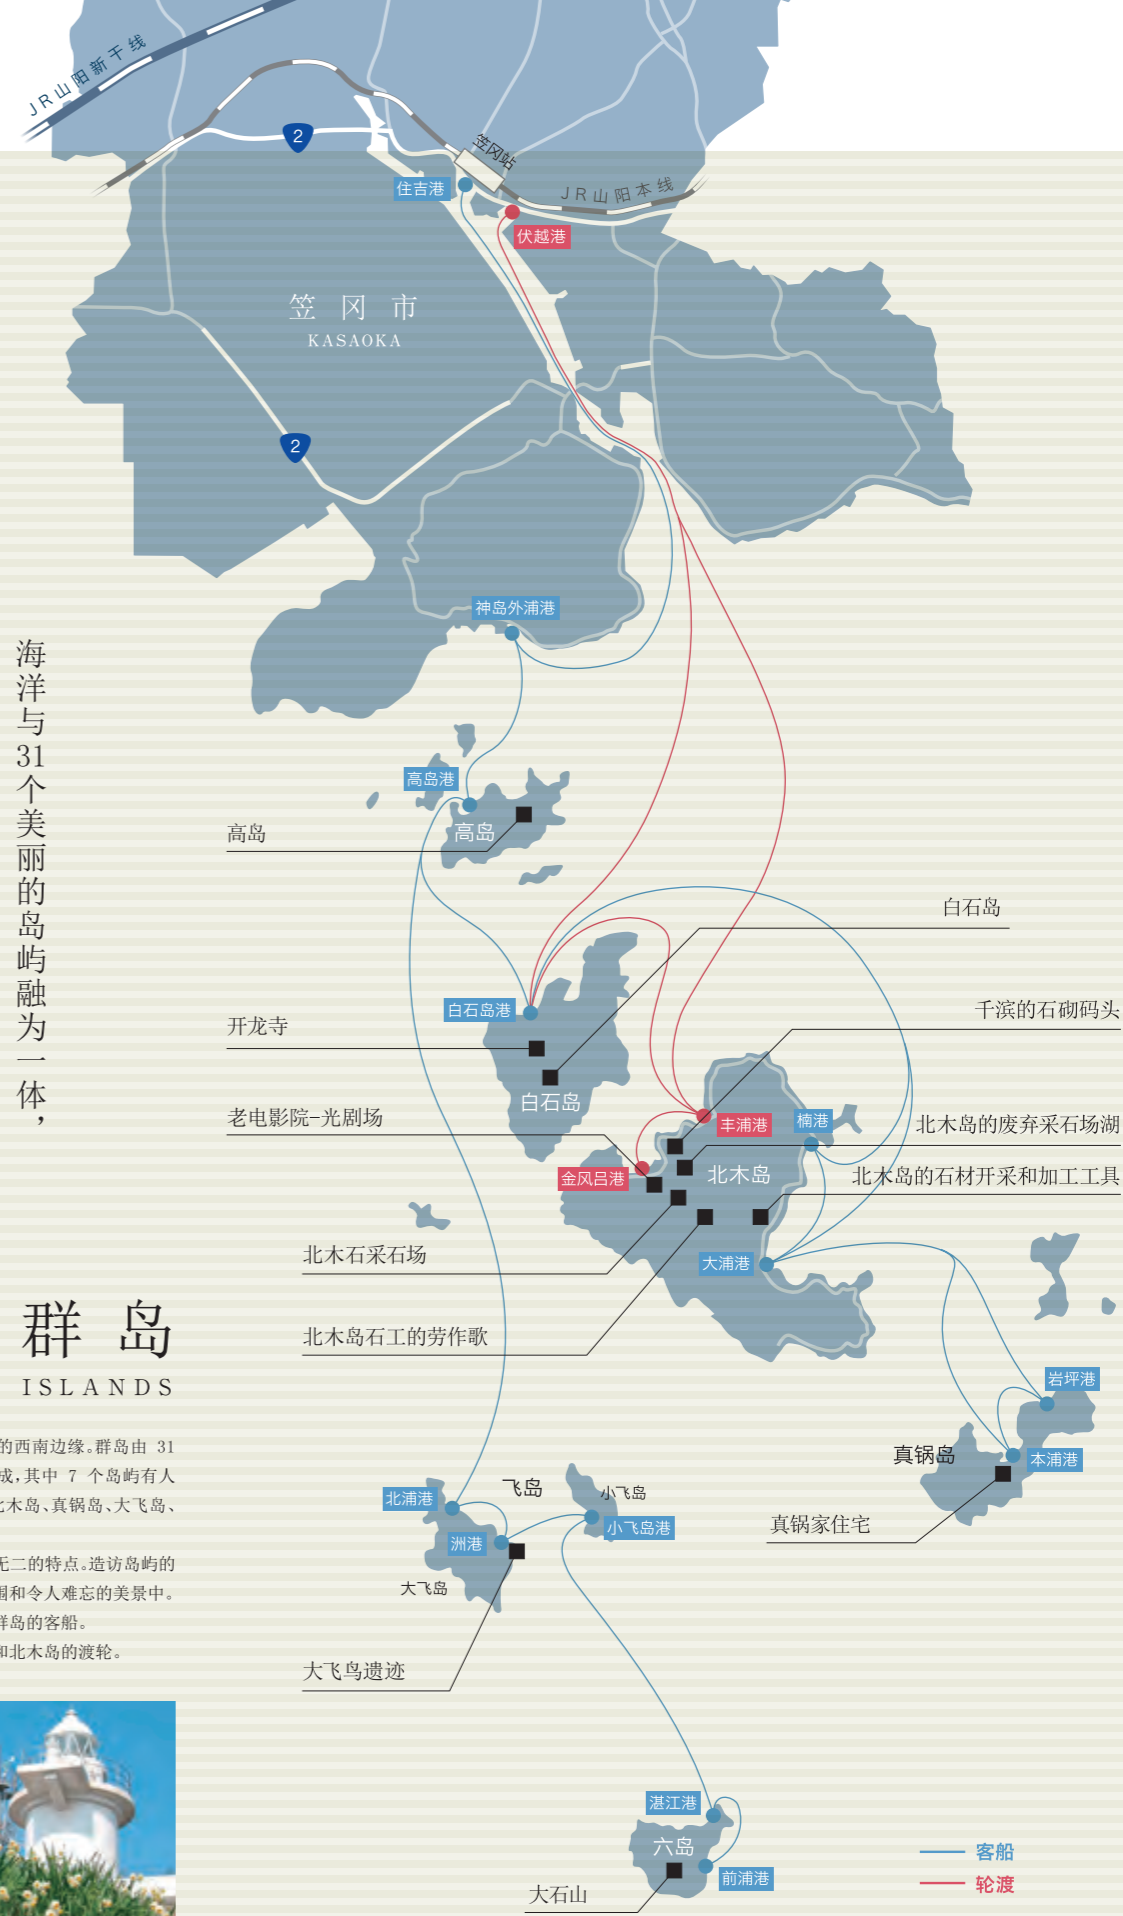 JR山阳新干线
2
笠冈站
住吉港
JR山阳本线
伏越港
笠冈市
KASAOKA
2
神岛外浦港
海洋与31个美丽的岛屿融为一体，
高岛港
高岛
高岛
白石岛
千滨的石砌码头
白石岛港
开龙寺
白石岛
老电影院-光剧场
丰浦港
楠港
北木岛的废弃采石场湖
金风吕港
北木岛
北木岛的石材开采和加工工具
北木石采石场
大浦港
北木岛石工的劳作歌
群岛
ISLANDS
岩坪港
的西南边缘。群岛由 31
成，其中 7 个岛屿有人
北木岛、真锅岛、大飞岛、
真锅岛
本浦港
北浦港
飞岛
小飞岛
小飞岛港
洲港
真锅家住宅
大飞岛
无二的特点。造访岛屿的
围和令人难忘的美景中。
群岛的客船。
和北木岛的渡轮。
大飞鸟遗迹
湛江港
六岛
前浦港
大石山
客船
轮渡